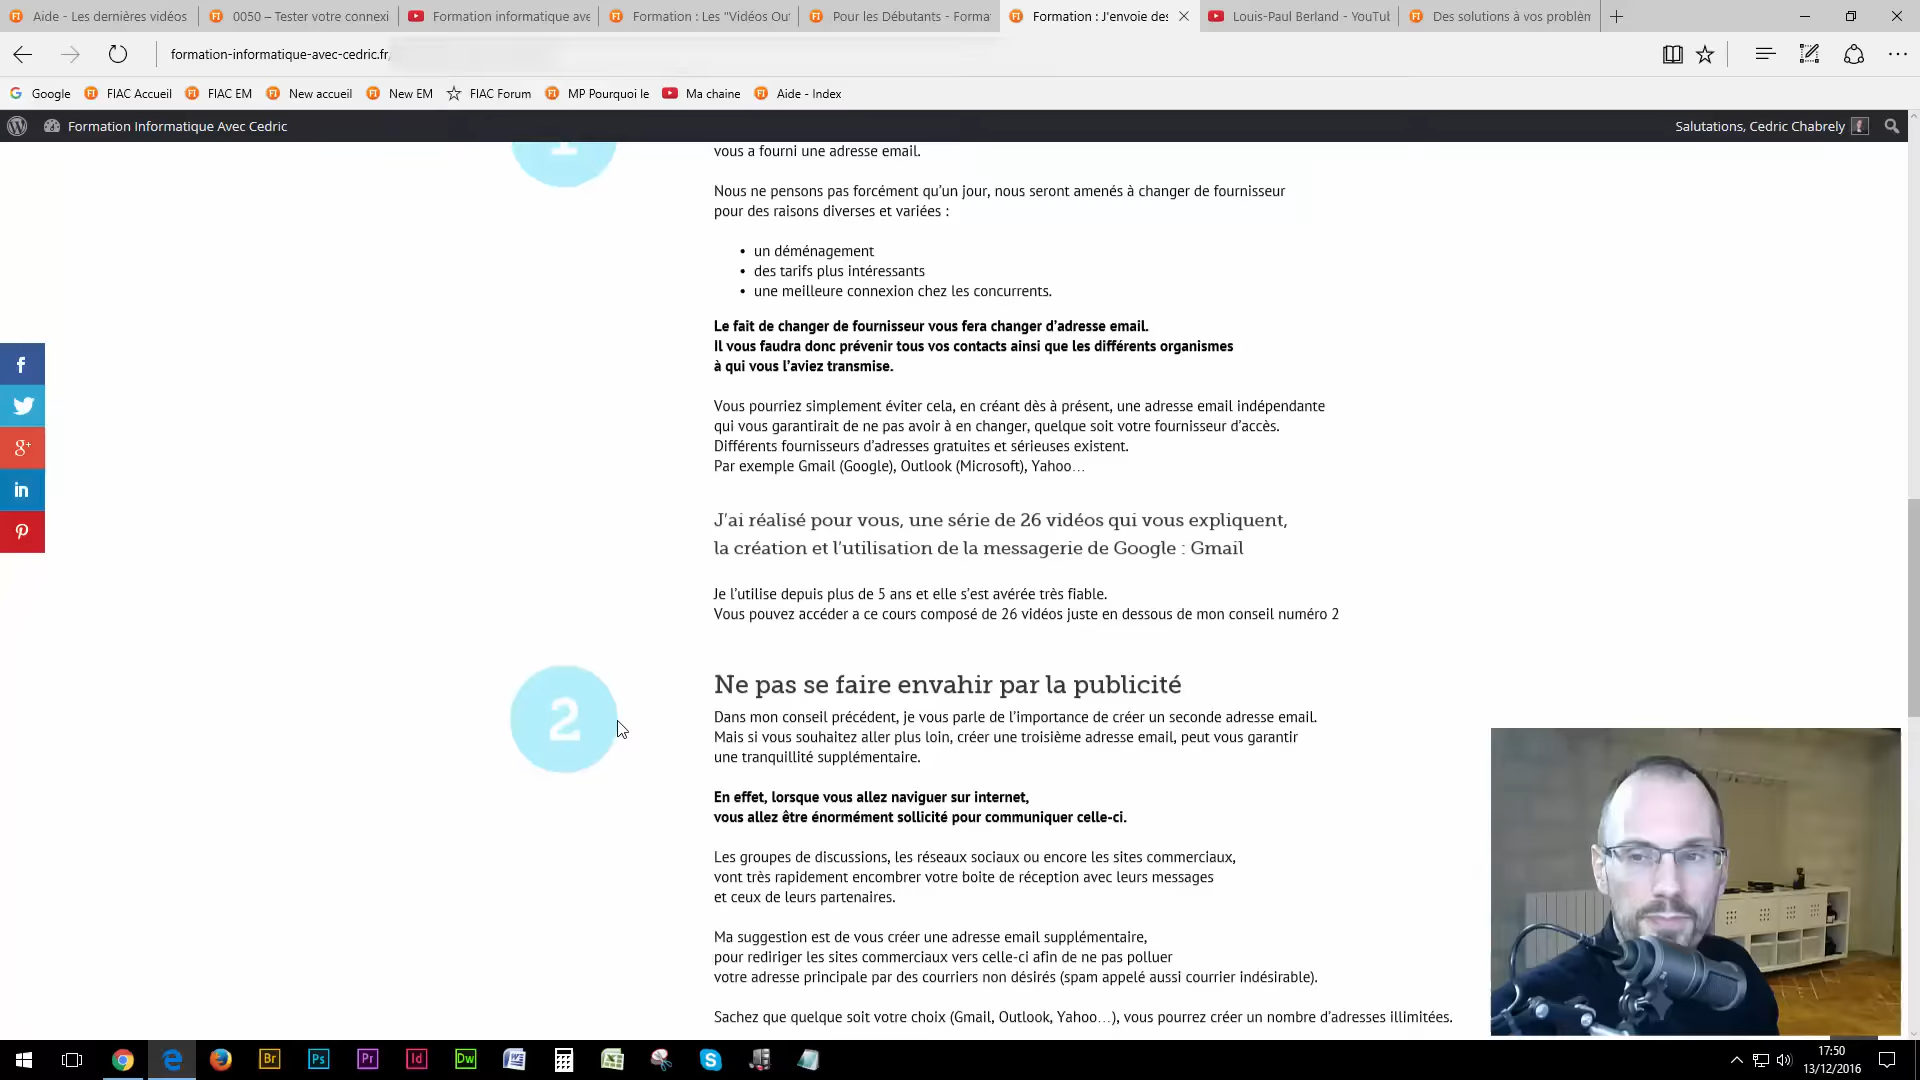 Aide - Les dernières vidéos
0050 – Tester votre connexi
Formation informatique ave
Formation : Les "Vidéos Ou
Pour les Débutants - Forma
Formation : J'envoie des
Louis-Paul Berland - YouTub
Des solutions à vos problèm
formation-informatique-avec-cedric.fr/
Google
FIAC Accueil
FIAC EM
New accueil
New EM
FIAC Forum
MP Pourquoi le
Ma chaine
Aide - Index
Formation Informatique Avec Cedric
Salutations, Cedric Chabrely
1
vous a fourni une adresse email.
Nous ne pensons pas forcément qu'un jour, nous seront amenés à changer de fournisseur
pour des raisons diverses et variées :
• un déménagement
• des tarifs plus intéressants
• une meilleure connexion chez les concurrents.
Le fait de changer de fournisseur vous fera changer d'adresse email.
Il vous faudra donc prévenir tous vos contacts ainsi que les différents organismes
à qui vous l'aviez transmise.
Vous pourriez simplement éviter cela, en créant dès à présent, une adresse email indépendante
qui vous garantirait de ne pas avoir à en changer, quelque soit votre fournisseur d'accès.
Différents fournisseurs d'adresses gratuites et sérieuses existent.
Par exemple Gmail (Google), Outlook (Microsoft), Yahoo…
J'ai réalisé pour vous, une série de 26 vidéos qui vous expliquent,
la création et l'utilisation de la messagerie de Google : Gmail
Je l'utilise depuis plus de 5 ans et elle s'est avérée très fiable.
Vous pouvez accéder a ce cours composé de 26 vidéos juste en dessous de mon conseil numéro 2
2
Ne pas se faire envahir par la publicité
Dans mon conseil précédent, je vous parle de l'importance de créer un seconde adresse email.
Mais si vous souhaitez aller plus loin, créer une troisième adresse email, peut vous garantir
une tranquillité supplémentaire.
En effet, lorsque vous allez naviguer sur internet,
vous allez être énormément sollicité pour communiquer celle-ci.
Les groupes de discussions, les réseaux sociaux ou encore les sites commerciaux,
vont très rapidement encombrer votre boite de réception avec leurs messages
et ceux de leurs partenaires.
Ma suggestion est de vous créer une adresse email supplémentaire,
pour rediriger les sites commerciaux vers celle-ci afin de ne pas polluer
votre adresse principale par des courriers non désirés (spam appelé aussi courrier indésirable).
Sachez que quelque soit votre choix (Gmail, Outlook, Yahoo…), vous pourrez créer un nombre d'adresses illimitées.
f
g+
in
Br
Ps
Pr
Id
Dw
17:50
13/12/2016